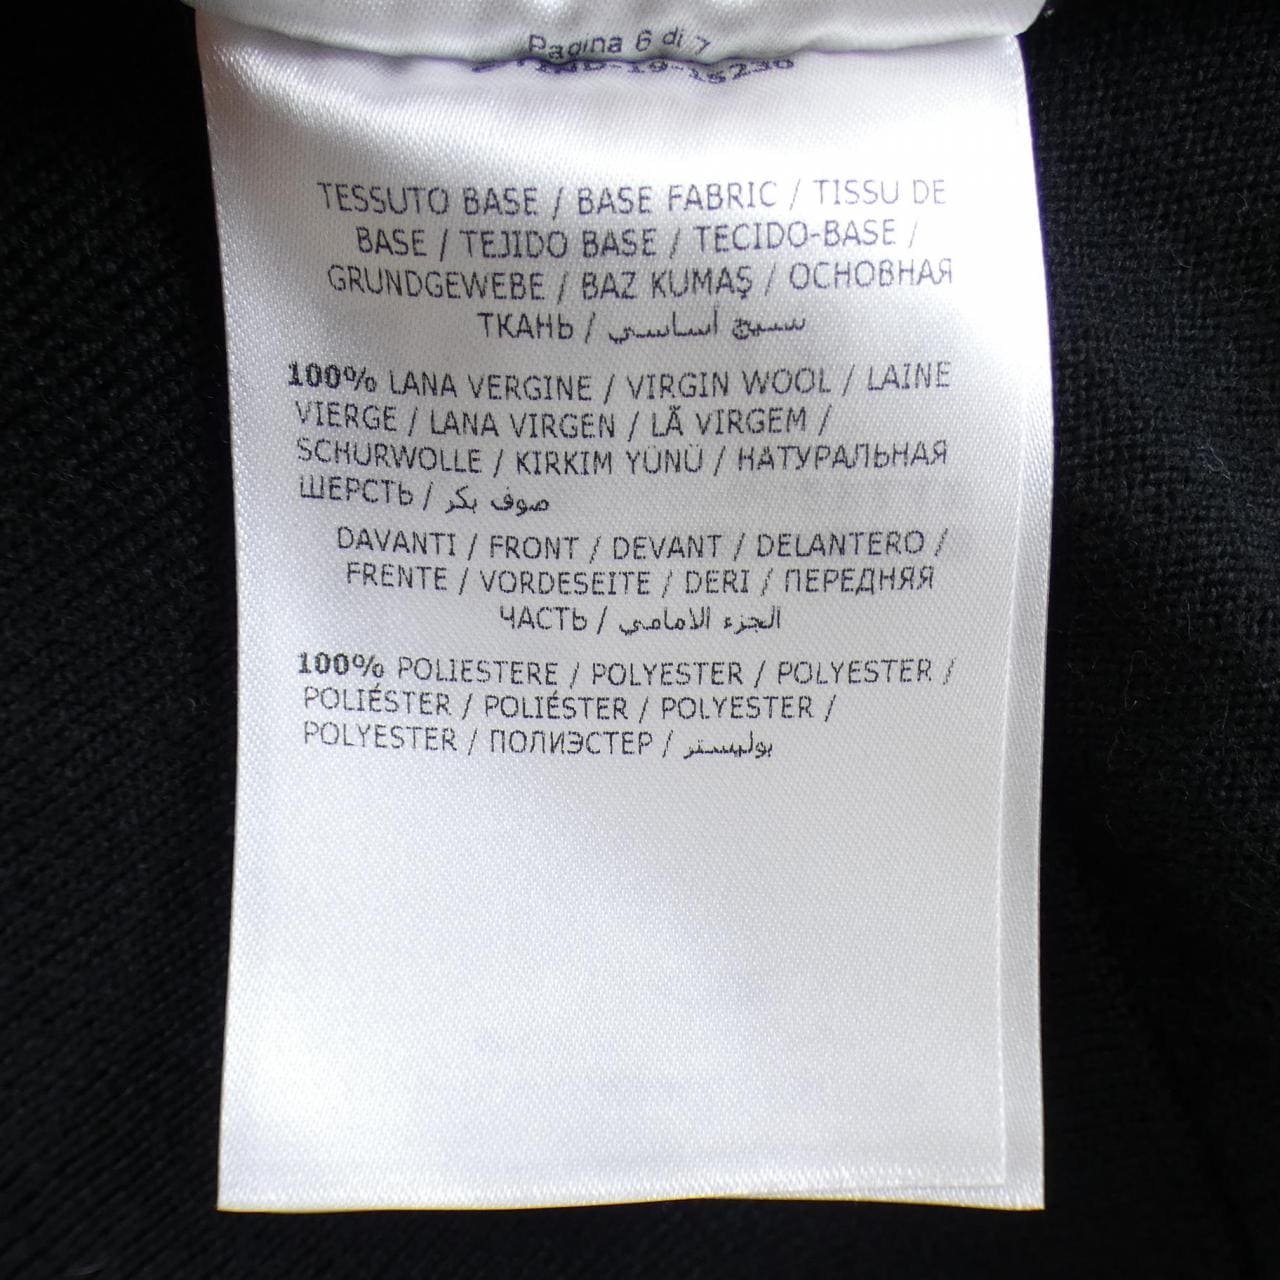 Pagina 6 di 7
TESSUTO BASE / BASE FABRIC / TISSU DE
BASE / TEJIDO BASE / TECIDO-BASE /
GRUNDGEWEBE / BAZ KUMAŞ / ОСНОВНАЯ
ТКАНЬ / نسيج أساسي
100% LANA VERGINE / VIRGIN WOOL / LAINE
VIERGE / LANA VIRGEN / LÃ VIRGEM /
SCHURWOLLE / KIRKIM YÜNÜ / НАТУРАЛЬНАЯ
ШЕРСТЬ / صوف بكر
DAVANTI / FRONT / DEVANT / DELANTERO /
FRENTE / VORDESEITE / DERI / ПЕРЕДНЯЯ
ЧАСТЬ / الجزء الامامي
100% POLIESTERE / POLYESTER / POLYESTER /
POLIÉSTER / POLIÉSTER / POLYESTER /
POLYESTER / ПОЛИЭСТЕР / بوليستر